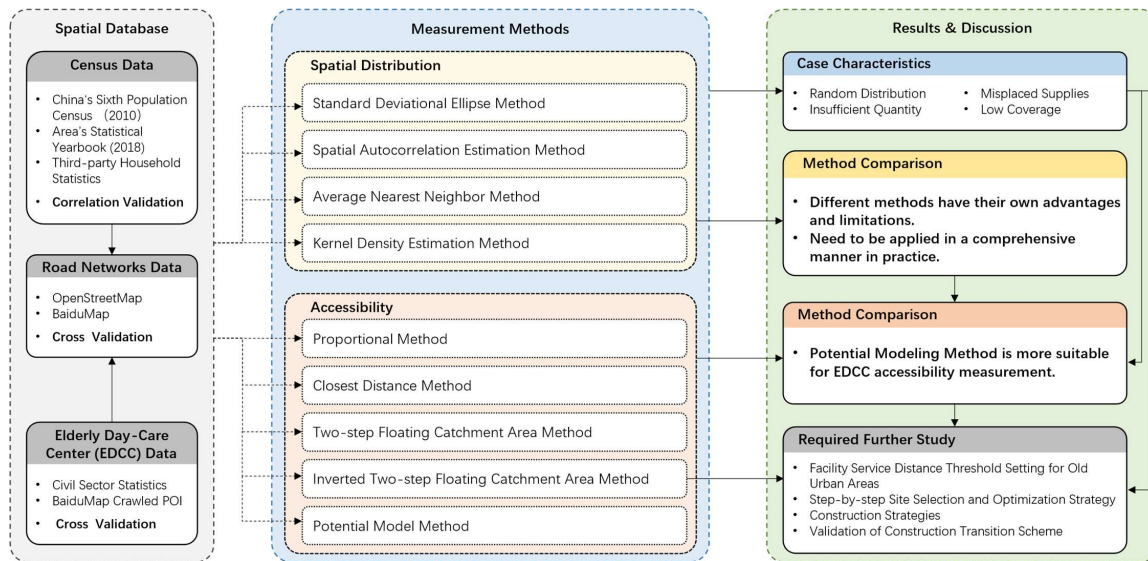 Spatial Database
Census Data
• China's Sixth Population
Census （2010）
• Area's Statistical
Yearbook (2018)
• Third-party Household
Statistics
• Correlation Validation
Road Networks Data
• OpenStreetMap
• BaiduMap
• Cross Validation
Elderly Day-Care
Center (EDCC) Data
• Civil Sector Statistics
• BaiduMap Crawled POI
• Cross Validation
Measurement Methods
Spatial Distribution
Standard Deviational Ellipse Method
Spatial Autocorrelation Estimation Method
Average Nearest Neighbor Method
Kernel Density Estimation Method
Accessibility
Proportional Method
Closest Distance Method
Two-step Floating Catchment Area Method
Inverted Two-step Floating Catchment Area Method
Potential Model Method
Results & Discussion
Case Characteristics
• Random Distribution
• Insufficient Quantity
• Misplaced Supplies
• Low Coverage
Method Comparison
• Different methods have their own advantages
and limitations.
• Need to be applied in a comprehensive
manner in practice.
Method Comparison
• Potential Modeling Method is more suitable
for EDCC accessibility measurement.
Required Further Study
• Facility Service Distance Threshold Setting for Old
Urban Areas
• Step-by-step Site Selection and Optimization Strategy
• Construction Strategies
• Validation of Construction Transition Scheme